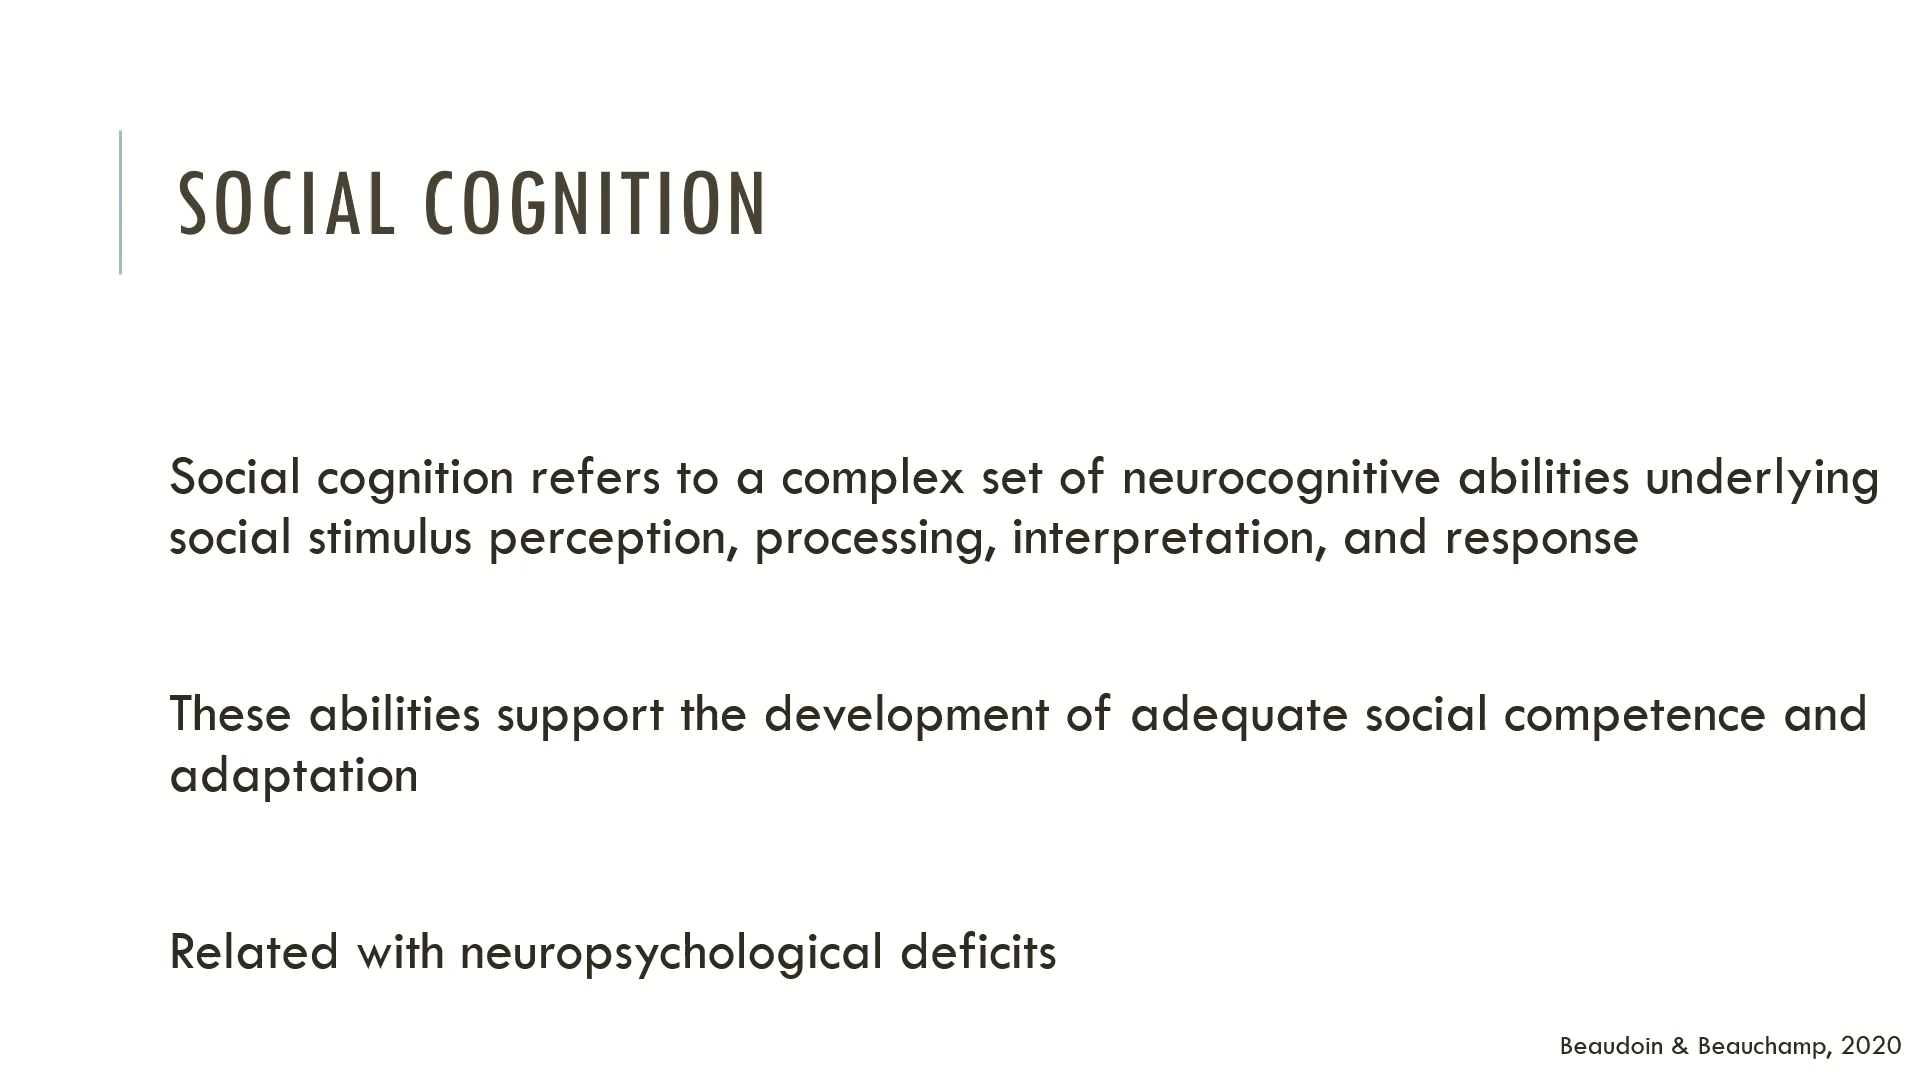 SOCIAL COGNITION
Social cognition refers to a complex set of neurocognitive abilities underlying
social stimulus perception, processing, interpretation, and response
These abilities support the development of adequate social competence and
adaptation
Related with neuropsychological deficits
Beaudoin & Beauchamp, 2020